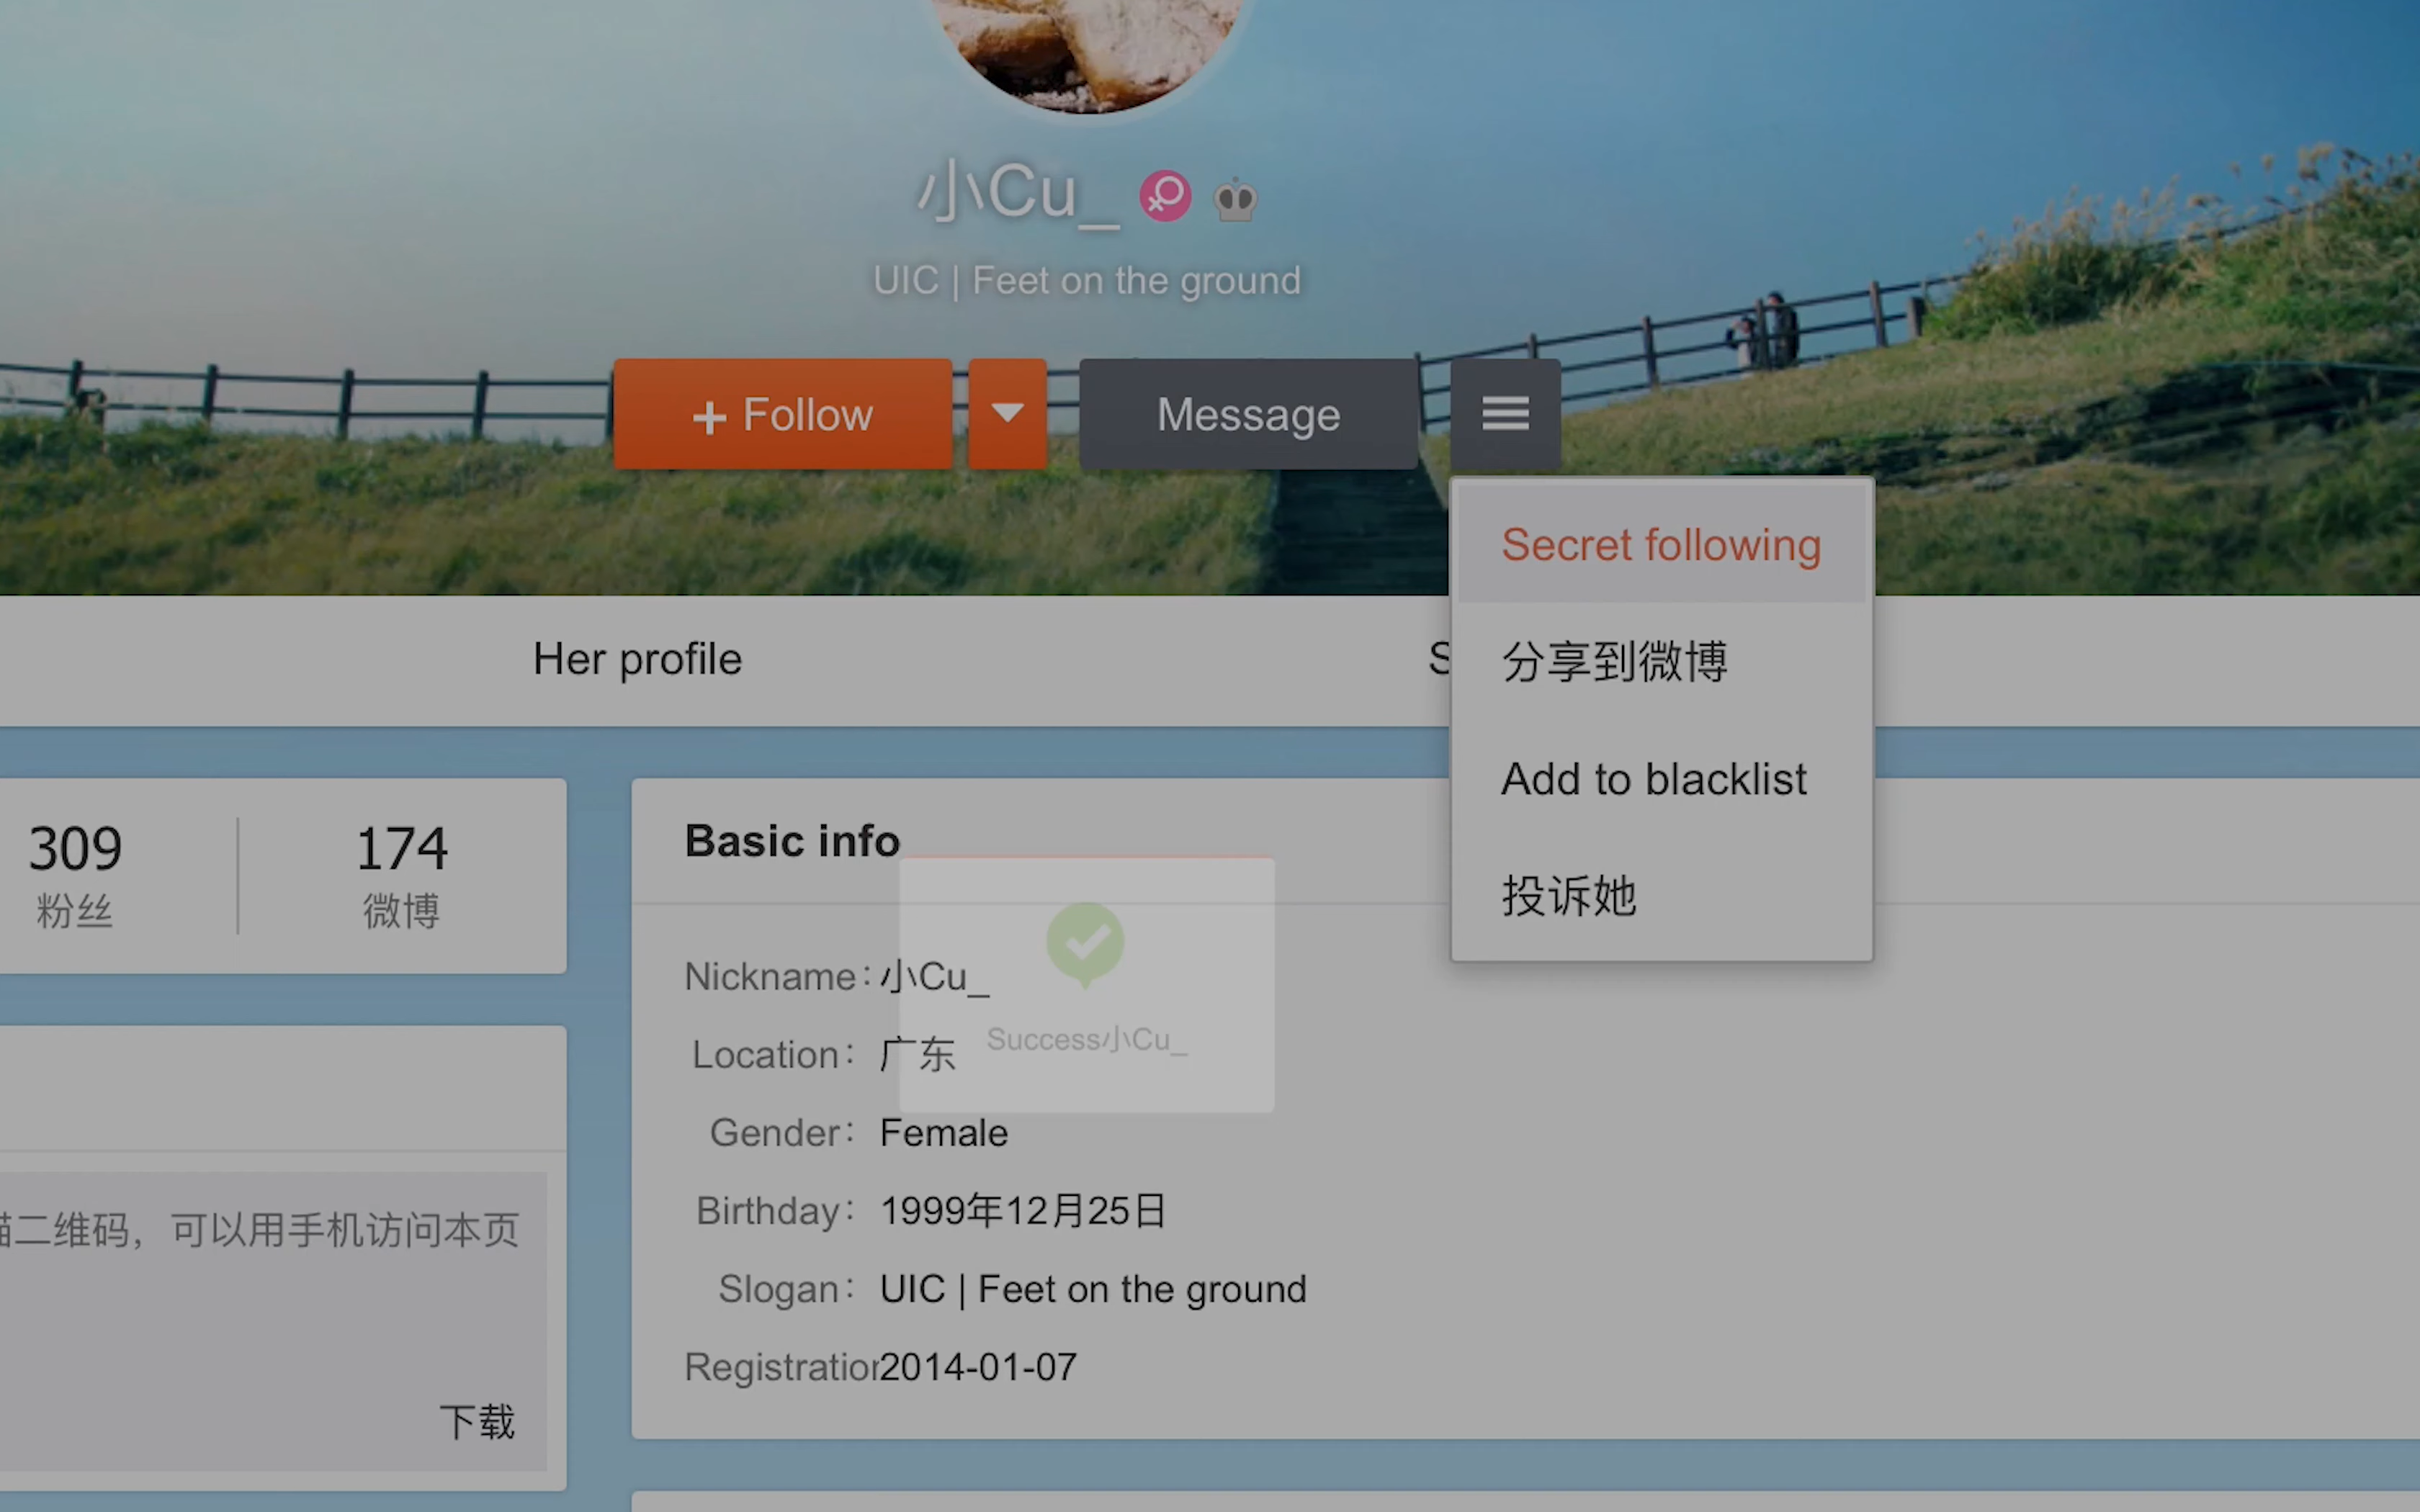 小Cu_
UIC | Feet on the ground
+ Follow
Message
Secret following
分享到微博
Add to blacklist
投诉她
Her profile
309
粉丝
174
微博
二维码，可以用手机访问本页
下载
Basic info
Nickname：小Cu_
Location：广东
Success小Cu_
Gender：Female
Birthday：1999年12月25日
Slogan：UIC | Feet on the ground
Registration2014-01-07